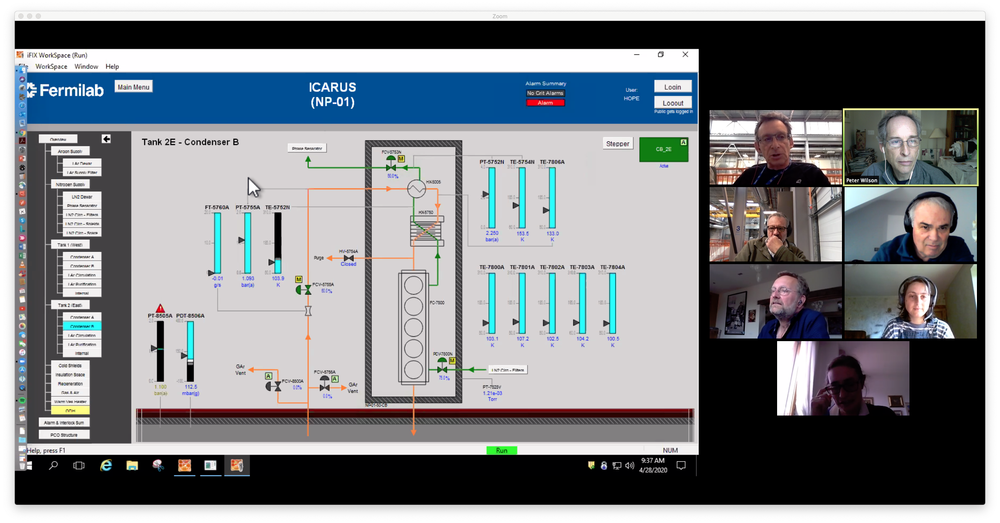 Zoom
iFIX WorkSpace (Run)
File WorkSpace Window Help
Fermilab
Main Menu
ICARUS
(NP-01)
Alarm Summary
No Crit Alarms
Alarm
User:
HOPE
Login
Logout
Public gets logged in
Overview
Argon Supply
LAr Dewar
LAr Supply Filter
Nitrogen Supply
LN2 Dewar
Phase Separator
LN2 Circ - Filters
LN2 Circ - Shields
LN2 Circ - Spare
Tank 1 (West)
Condenser A
Condenser B
LAr Circulation
LAr Purification
Internal
Tank 2 (East)
Condenser A
Condenser B
LAr Circulation
LAr Purification
Internal
Cold Shields
Insulation Space
Regeneration
Gas & Air
Warm Ves Heater
ODH
Alarm & Interlock Sum
PCO Structure
Tank 2E - Condenser B
Phase Separator
FCV-5753N
M
60.0%
HX-5005
HX-5750
Stepper
CB_2E
A
Active
PT-5752N TE-5754N TE-7806A
4.0 310.0 310.0
185.0 185.0
0.0 60.0 60.0
2.250 153.5 133.0
bar(a) K K
FT-5760A PT-5755A TE-5752N
20.0 2.0 310.0
10.0 185.0
0.0 60.0
-0.01 1.093 103.9
g/s bar(a) K
Purge
HV-5754A
Closed
M
FCV-5755A
60.0%
TE-7800A TE-7801A TE-7802A TE-7803A TE-7804A
310.0 310.0 310.0 310.0 310.0
185.0 185.0 185.0 185.0 185.0
60.0 60.0 60.0 60.0 60.0
103.1 107.2 102.5 104.2 100.5
K K K K K
FC-7800
PT-8505A PDT-8506A
2.0 400.0
150.0
0.0 -100.0
1.100 112.5
bar(a) mbar(g)
GAr
Vent
A
FCV-8500A
0.0%
FCV-5756A
A
0.0%
GAr
Vent
PCV-7800N
M
75.0%
LN2 Circ - Filters
PT-7525V
1.21e-03
Torr
NP-01-50-CB
Help, press F1
Run
NUM
9:37 AM
4/28/2020
Peter Wilson
3